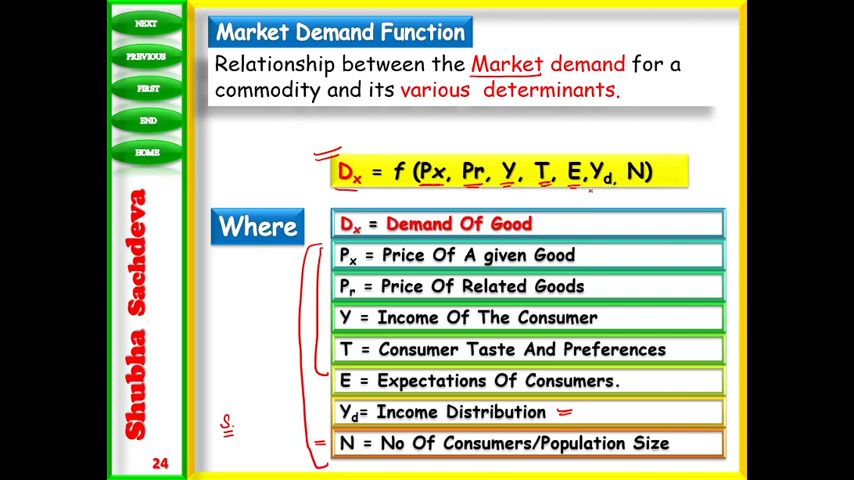 NEXT
PREVIOUS
FIRST
END
HOME
Shubha Sachdeva
24
Market Demand Function
Relationship between the Market demand for a
commodity and its various determinants.
Dx = f (Px, Pr, Y, T, E,Yd, N)
Where
Dx = Demand Of Good
Px = Price Of A given Good
Pr = Price Of Related Goods
Y = Income Of The Consumer
T = Consumer Taste And Preferences
E = Expectations Of Consumers.
Yd= Income Distribution
N = No Of Consumers/Population Size
S.